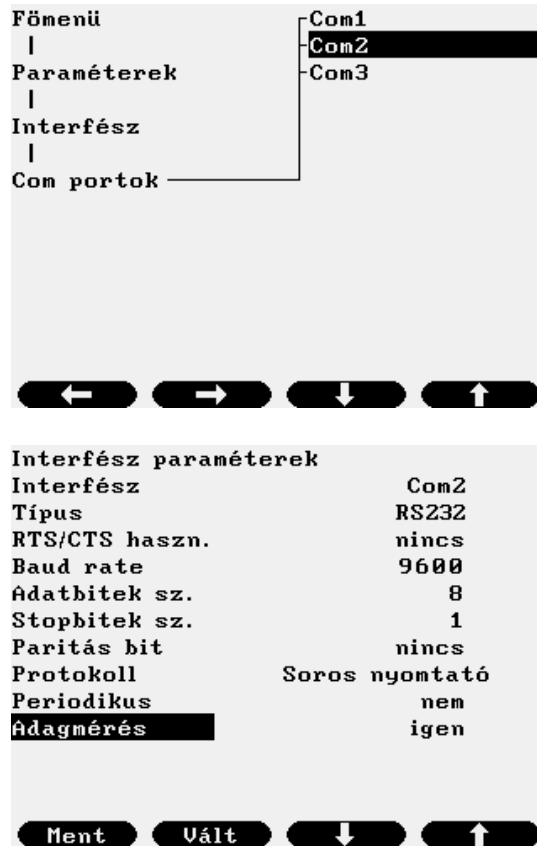 Főmenü
Com1
Com2
Paraméterek
Com3
Interfész
Com portok
Interfész paraméterek
Interfész Com2
Típus RS232
RTS/CTS haszn. nincs
Baud rate 9600
Adatbitek sz. 8
Stopbitek sz. 1
Paritás bit nincs
Protokoll Soros nyomtató
Periodikus nem
Adagmérés igen
Ment Vált